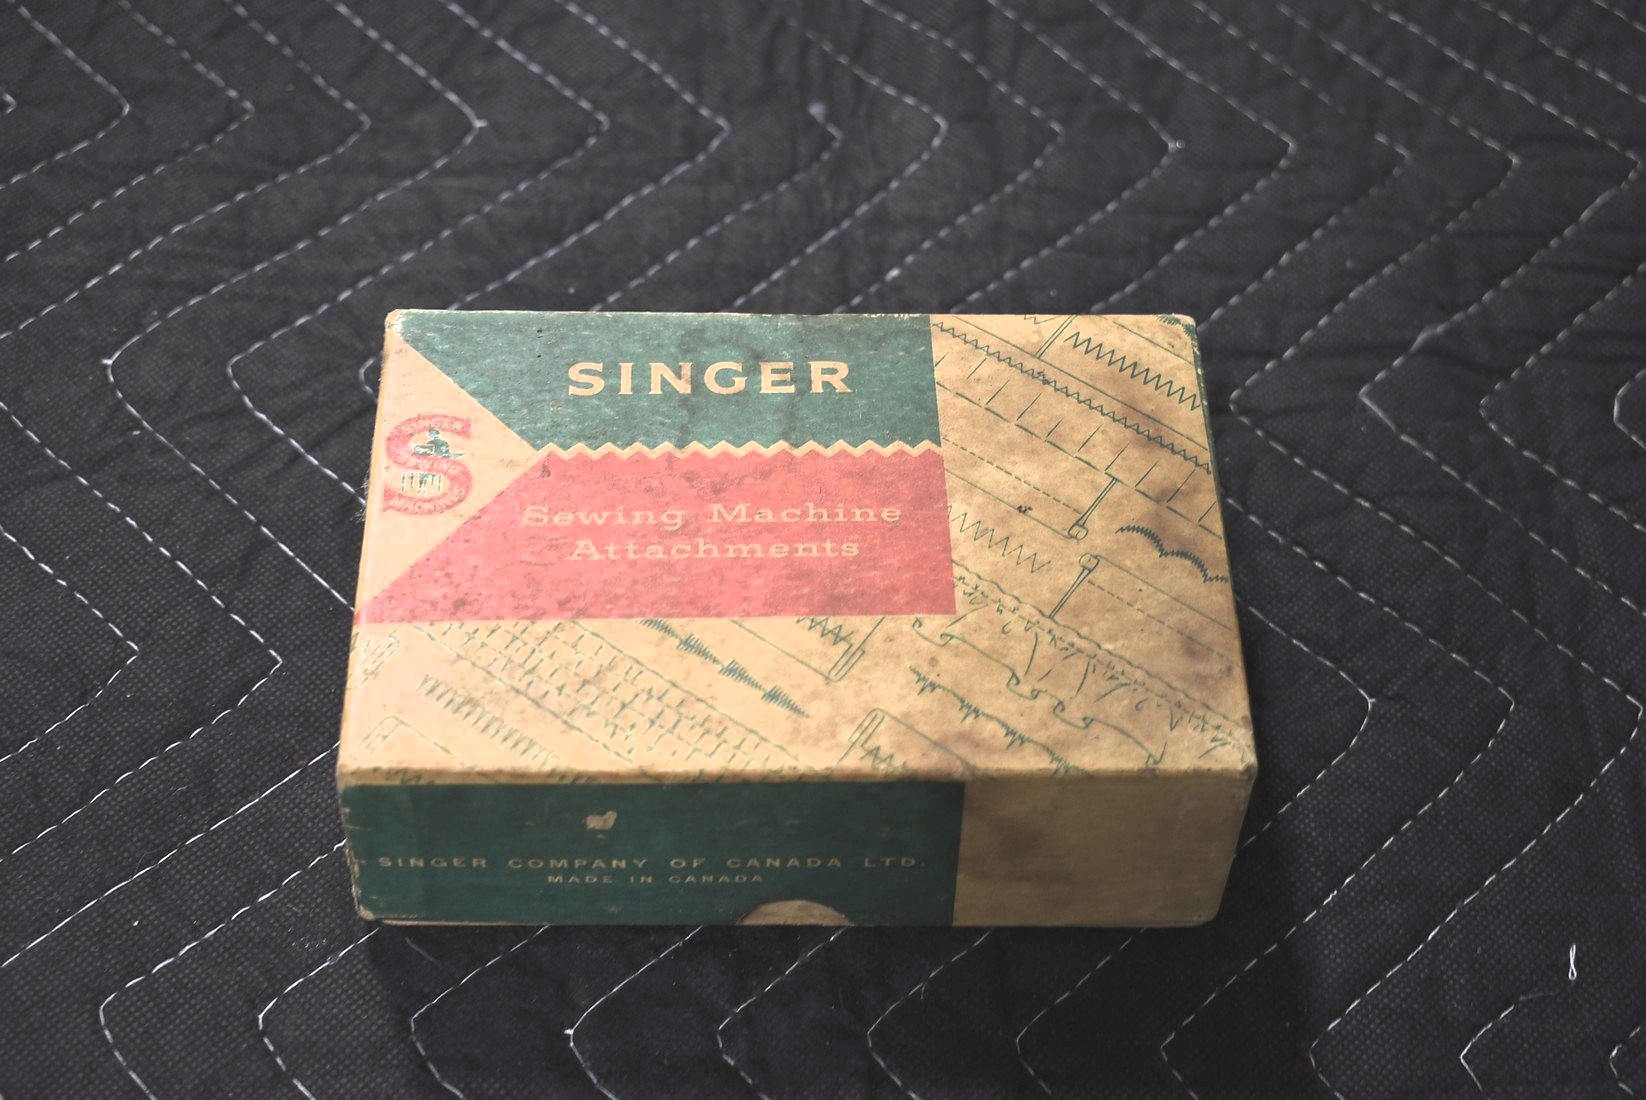 SINGER
Sewing Machine
Attachments
SINGER COMPANY OF CANADA LTD.
MADE IN CANADA